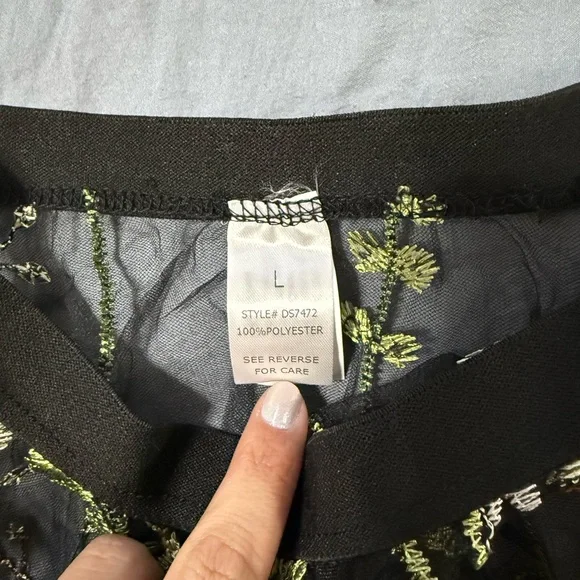 L
STYLE# DS7472
100%POLYESTER
SEE REVERSE
FOR CARE